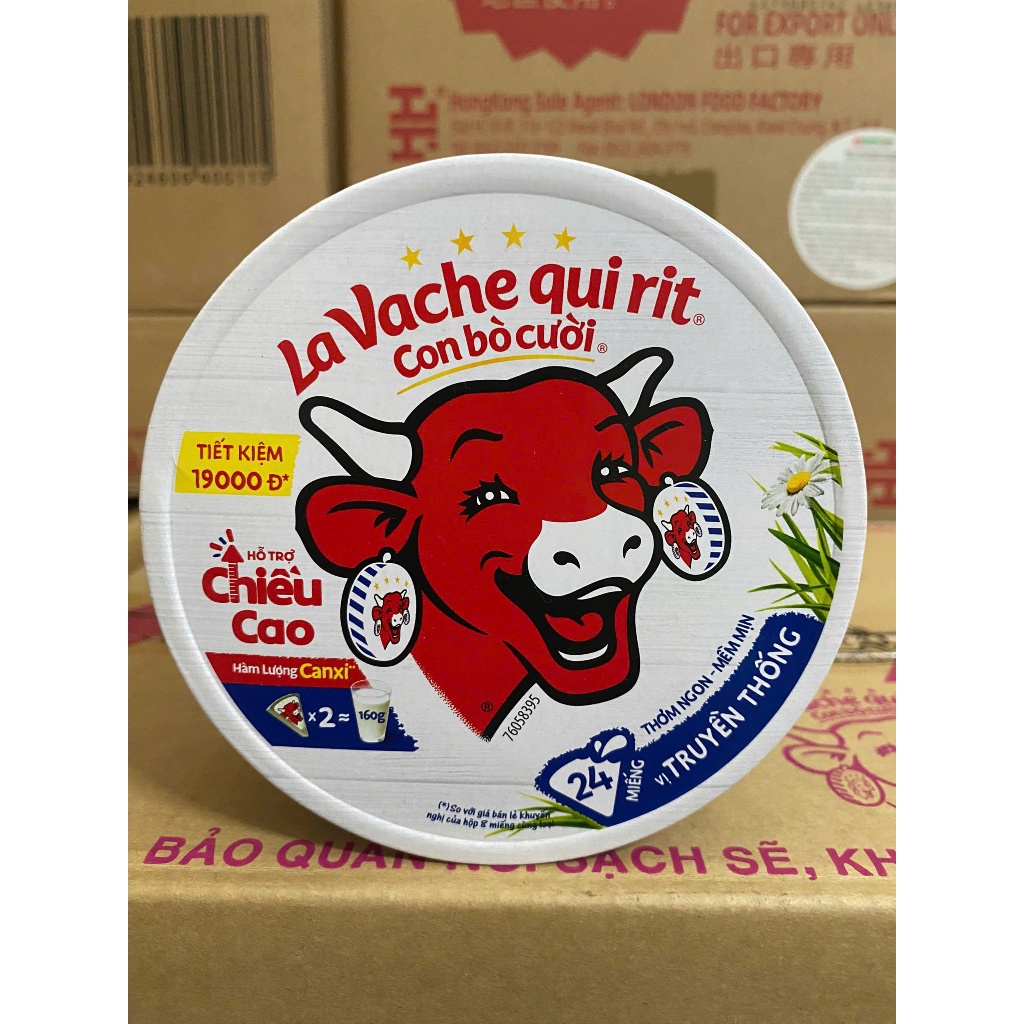 FOR EXPORT ONL
出口專用
HongKong Sole Agent: LONDON FOOD FACTORY
La Vache qui rit®
Con bò cười®
TIẾT KIỆM
19000 Đ*
HỖ TRỢ
Chiều
Cao
Hàm Lượng Canxi**
x2≈ 160g
®
76058395
THƠM NGON - MỀM MỊN
VỊ TRUYỀN THỐNG
24
MIẾNG
(*) So với giá bán lẻ khuyến
nghị của hộp 8 miếng cùng loại
BẢO QUẢN NƠI SẠCH SẼ, KH